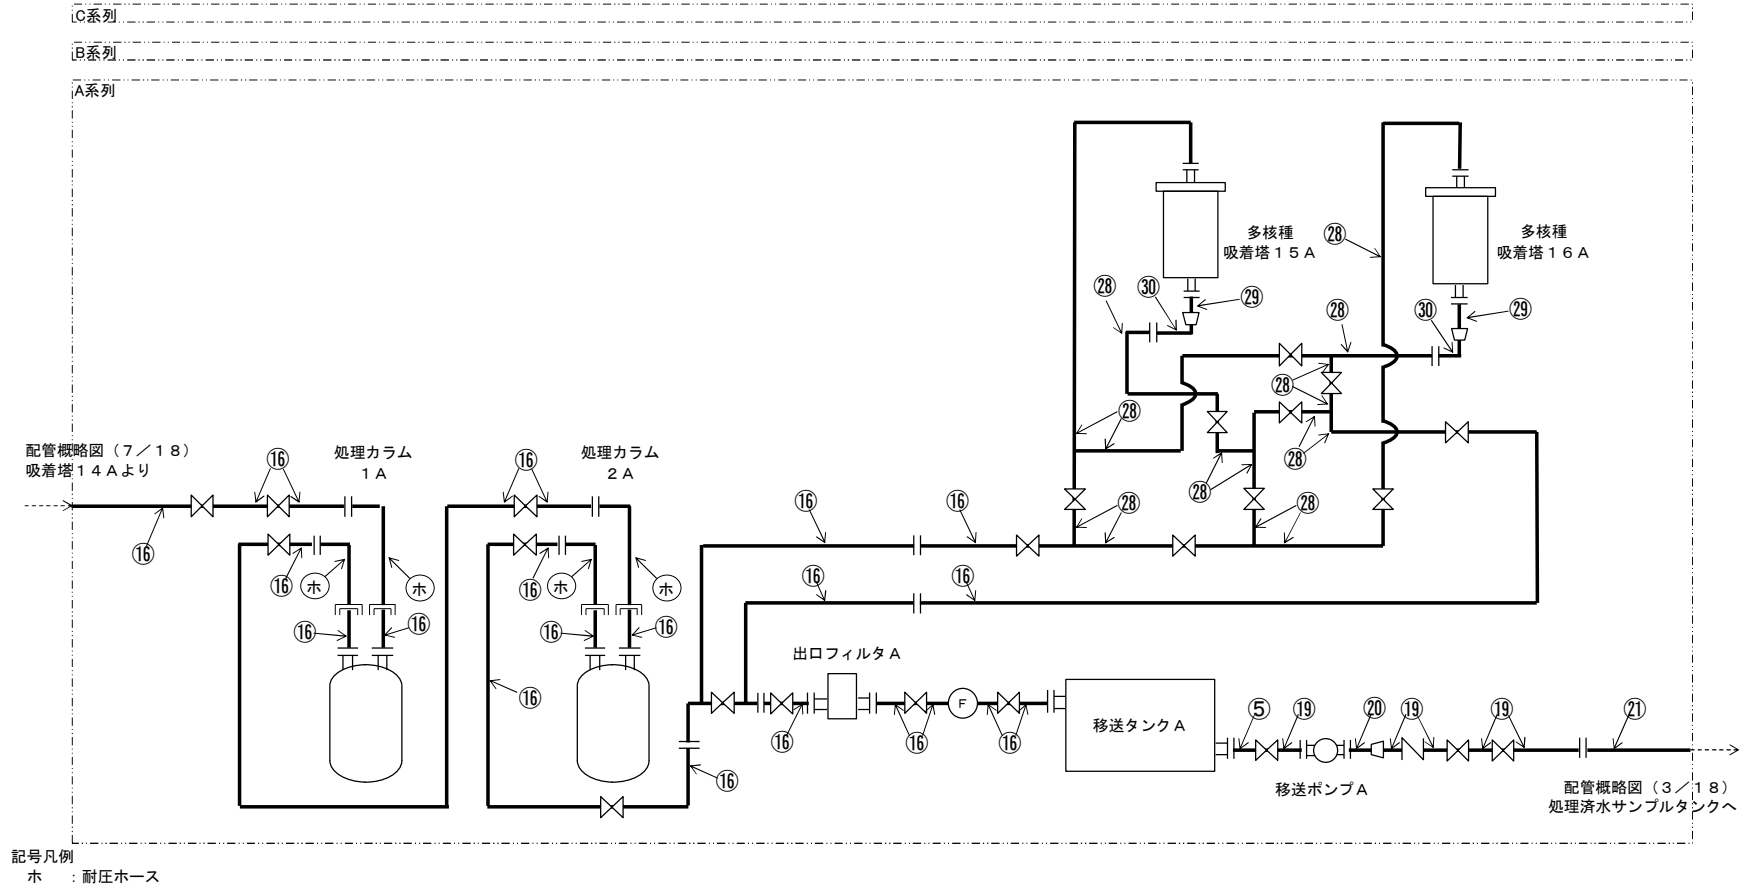 C系列
B系列
A系列
多核種
吸着塔15A
多核種
吸着塔16A
㉘
㉘
㉚
㉙
㉘
㉚
㉙
㉘
㉘
配管概略図(7/18)
吸着塔14Aより
⑯
処理カラム
1A
⑯
処理カラム
2A
㉘
㉘
⑯
⑯
⑯
㉘
㉘
⑯
ホ
ホ
⑯
ホ
ホ
⑯
⑯
⑯
⑯
⑯
⑯
出口フィルタA
⑯
F
移送タンクA
⑤
⑲
⑳
⑲
⑲
㉑
⑯
⑯
⑯
⑯
移送ポンプA
配管概略図(3/18)
処理済水サンプルタンクへ
記号凡例
ホ :耐圧ホース